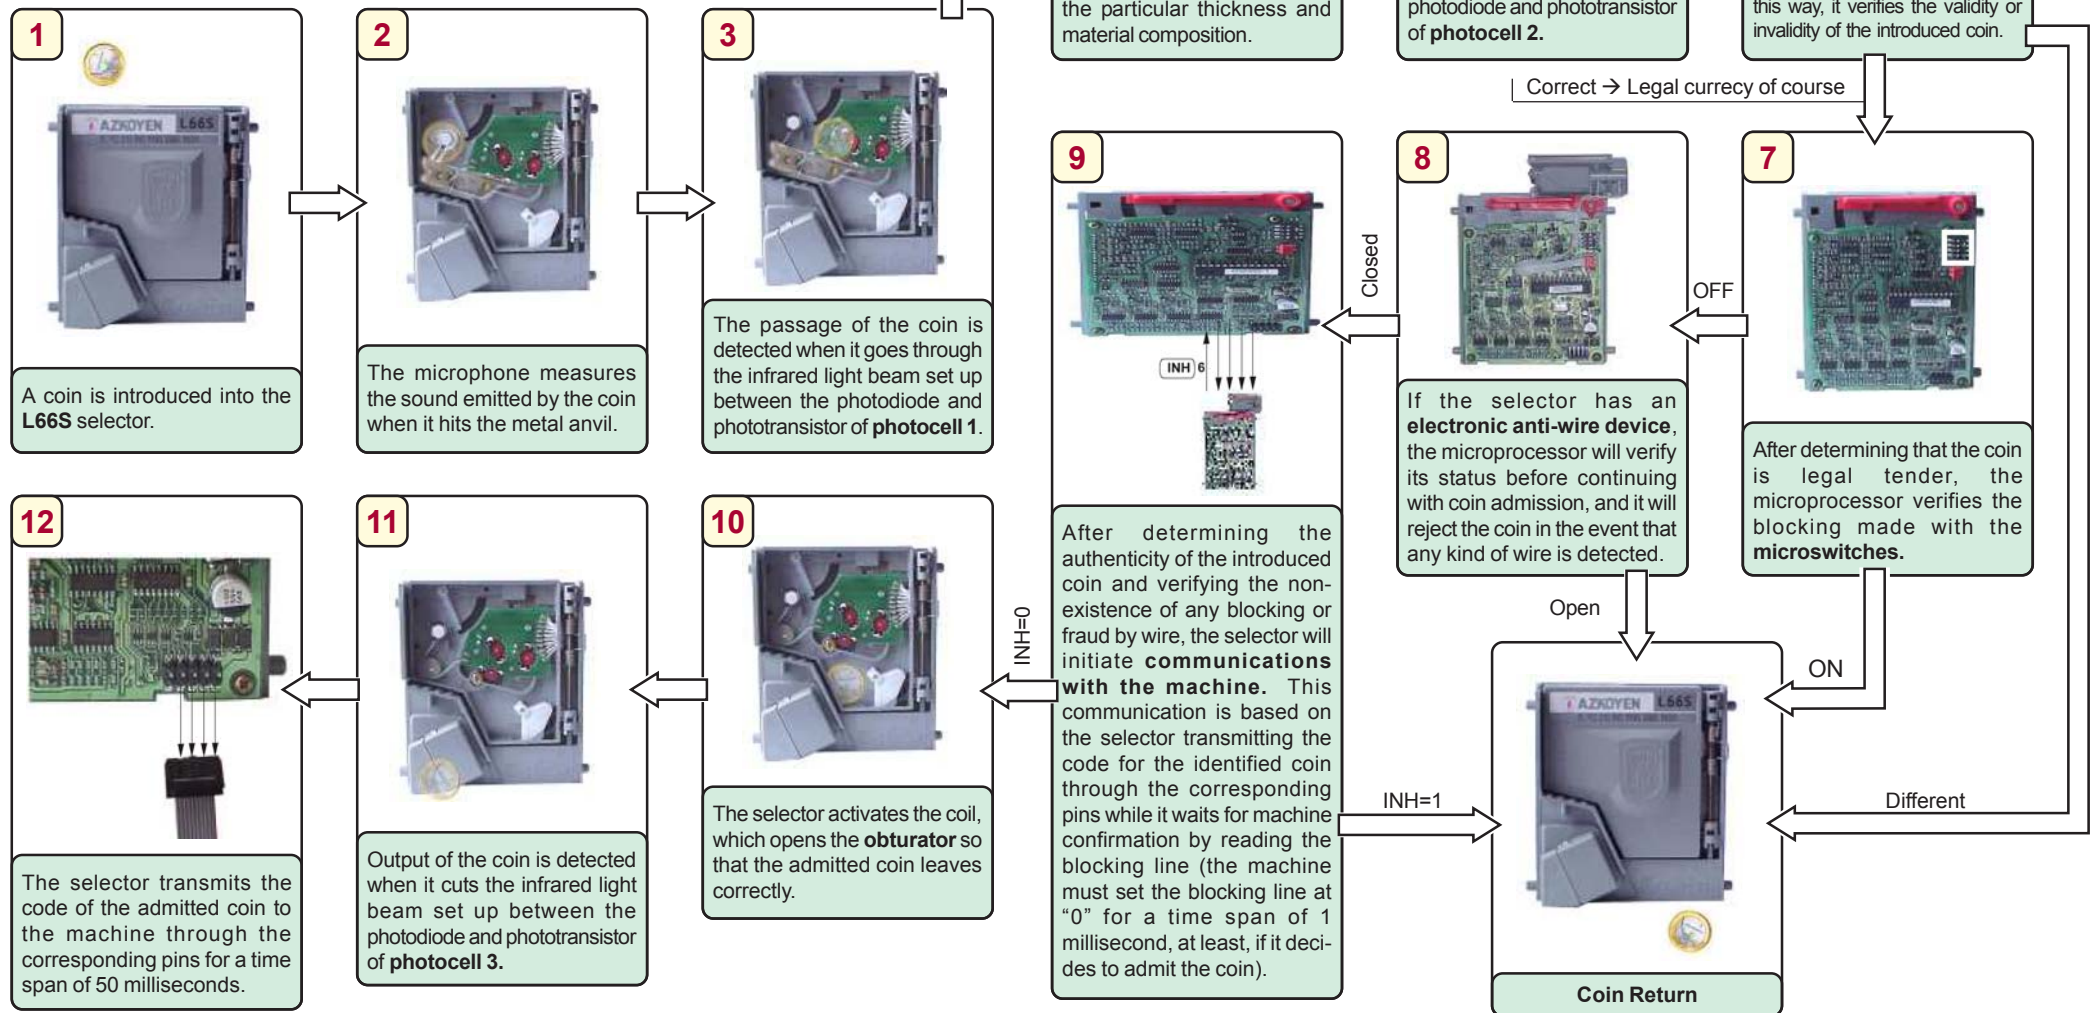 1
AZKOYEN L66S
A coin is introduced into the
L66S selector.
2
The microphone measures
the sound emitted by the coin
when it hits the metal anvil.
3
The passage of the coin is
detected when it goes through
the infrared light beam set up
between the photodiode and
phototransistor of photocell 1.
the particular thickness and
material composition.
photodiode and phototransistor
of photocell 2.
this way, it verifies the validity or
invalidity of the introduced coin.
Correct → Legal currecy of course
7
After determining that the coin
is legal tender, the
microprocessor verifies the
blocking made with the
microswitches.
OFF
ON
8
If the selector has an
electronic anti-wire device,
the microprocessor will verify
its status before continuing
with coin admission, and it will
reject the coin in the event that
any kind of wire is detected.
Closed
Open
9
INH 6
After determining the
authenticity of the introduced
coin and verifying the non-
existence of any blocking or
fraud by wire, the selector will
initiate communications
with the machine. This
communication is based on
the selector transmitting the
code for the identified coin
through the corresponding
pins while it waits for machine
confirmation by reading the
blocking line (the machine
must set the blocking line at
“0” for a time span of 1
millisecond, at least, if it deci-
des to admit the coin).
INH=0
INH=1
10
The selector activates the coil,
which opens the obturator so
that the admitted coin leaves
correctly.
11
Output of the coin is detected
when it cuts the infrared light
beam set up between the
photodiode and phototransistor
of photocell 3.
12
The selector transmits the
code of the admitted coin to
the machine through the
corresponding pins for a time
span of 50 milliseconds.
Different
AZKOYEN L66S
Coin Return